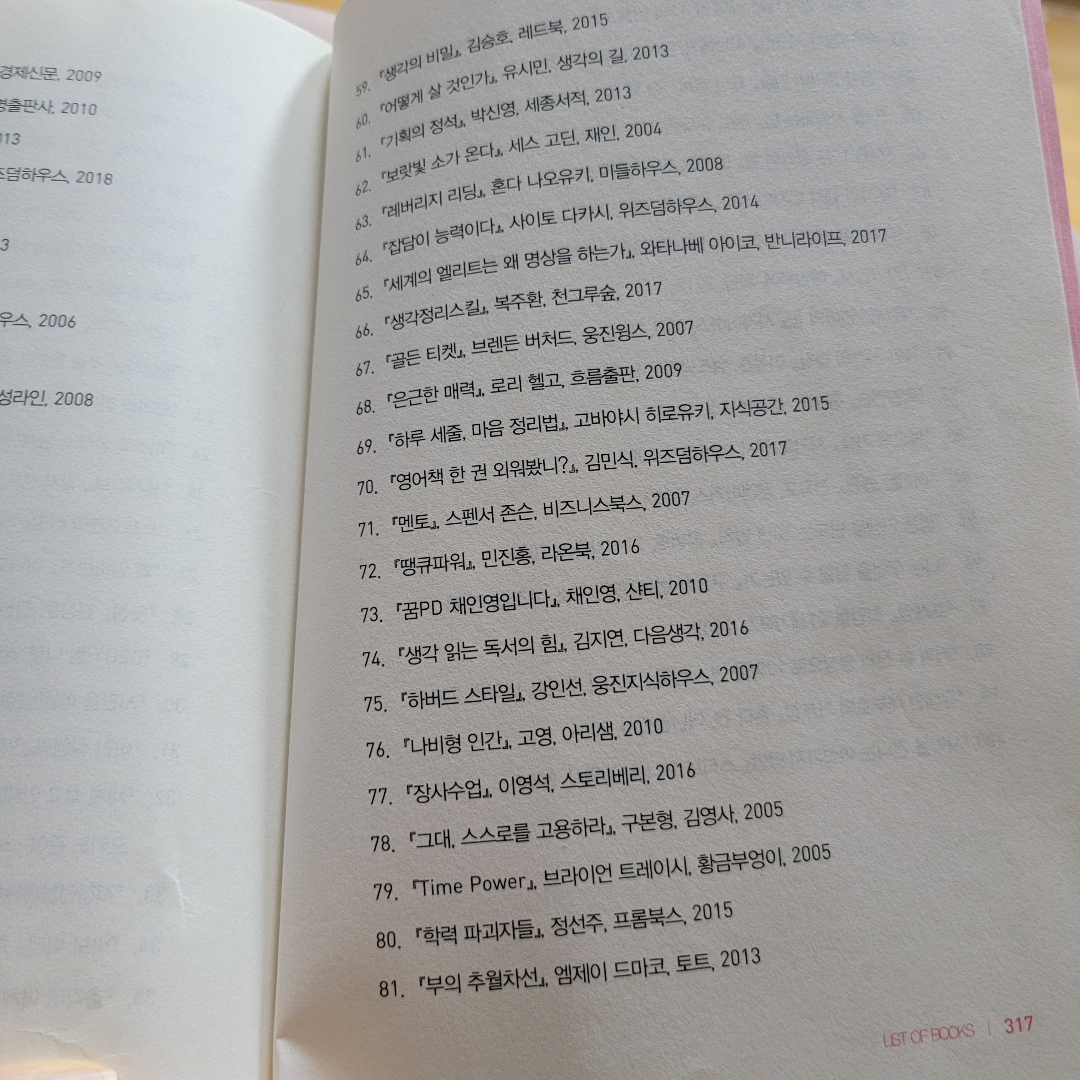 경제신문, 2009
출판사, 2010
13
덤하우스, 2018
3
우스, 2006
성라인, 2008
59. 『생각의 비밀』, 김승호, 레드북, 2015
60. 『어떻게 살 것인가』, 유시민, 생각의 길, 2013
61. 『기획의 정석』, 박신영, 세종서적, 2013
62. 『보랏빛 소가 온다』, 세스 고딘, 재인, 2004
63. 『레버리지 리딩』, 혼다 나오유키, 미들하우스, 2008
64. 『잡담이 능력이다』, 사이토 다카시, 위즈덤하우스, 2014
65. 『세계의 엘리트는 왜 명상을 하는가』, 와타나베 아이코, 반니라이프, 2017
66. 『생각정리스킬』, 복주환, 천그루숲, 2017
67. 『골든 티켓』, 브렌든 버처드, 웅진윙스, 2007
68. 『은근한 매력』, 로리 헬고, 흐름출판, 2009
69. 『하루 세줄, 마음 정리법』, 고바야시 히로유키, 지식공간, 2015
70. 『영어책 한 권 외워봤니?』, 김민식, 위즈덤하우스, 2017
71. 『멘토』, 스펜서 존슨, 비즈니스북스, 2007
72. 『땡큐파워』, 민진홍, 라온북, 2016
73. 『꿈PD 채인영입니다』, 채인영, 샨티, 2010
74. 『생각 읽는 독서의 힘』, 김지연, 다음생각, 2016
75. 『하버드 스타일』, 강인선, 웅진지식하우스, 2007
76. 『나비형 인간』, 고영, 아리샘, 2010
77. 『장사수업』, 이영석, 스토리베리, 2016
78. 『그대, 스스로를 고용하라』, 구본형, 김영사, 2005
79. 『Time Power』, 브라이언 트레이시, 황금부엉이, 2005
80. 『학력 파괴자들』, 정선주, 프롬북스, 2015
81. 『부의 추월차선』, 엠제이 드마코, 토트, 2013
LIST OF BOOKS | 317